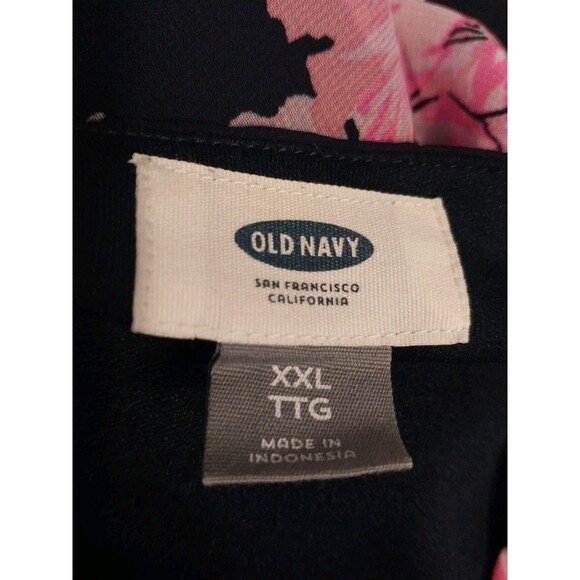 OLD NAVY
SAN FRANCISCO
CALIFORNIA
XXL
TTG
MADE IN
INDONESIA